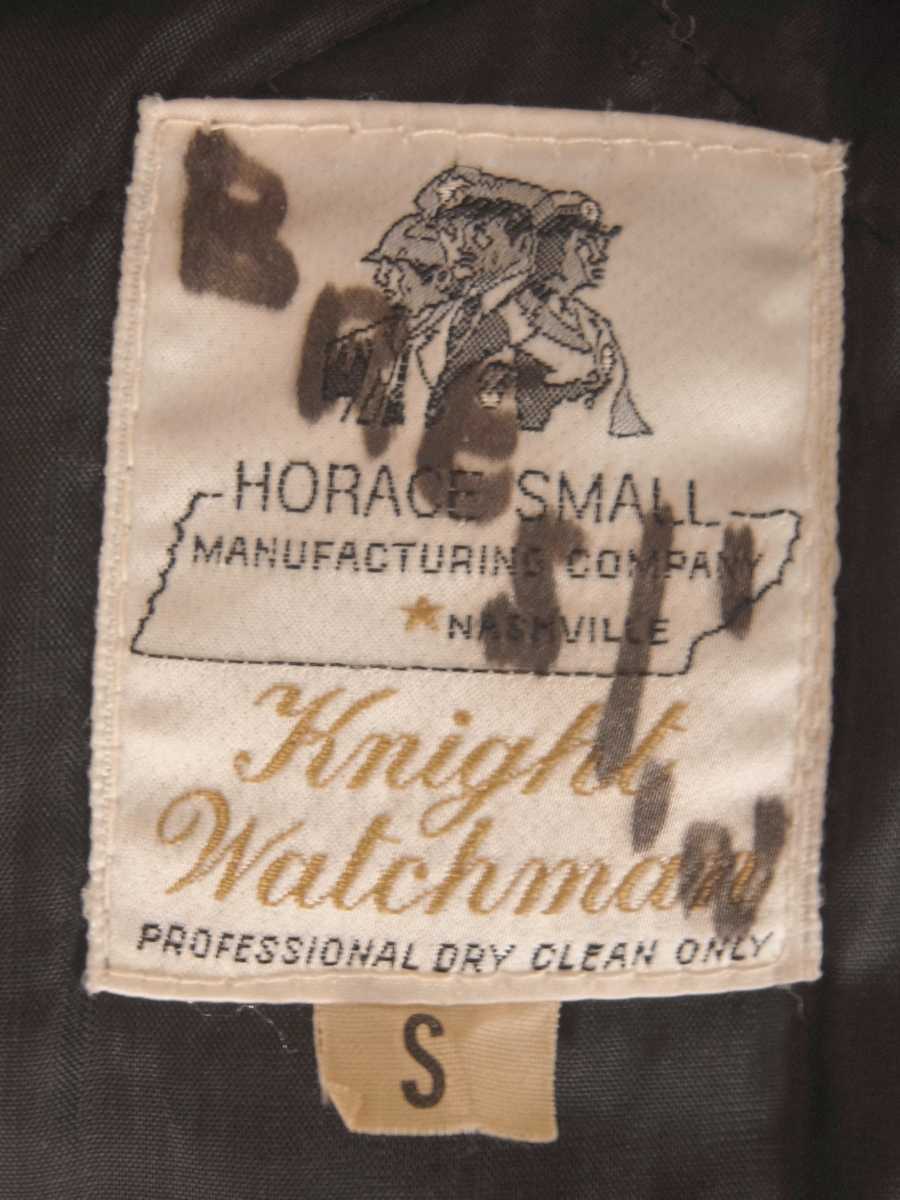 HORACE SMALL
MANUFACTURING COMPANY
NASHVILLE
Knight
Watchman
PROFESSIONAL DRY CLEAN ONLY
S